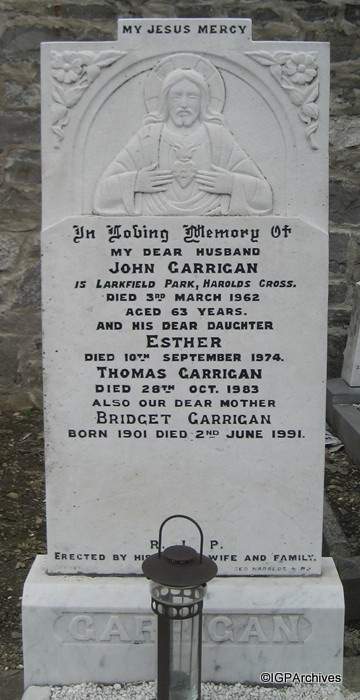 MY JESUS MERCY
In Loving Memory Of
MY DEAR HUSBAND
JOHN GARRIGAN
15 LARKFIELD PARK, HAROLDS CROSS.
DIED 3RD MARCH 1962
AGED 63 YEARS.
AND HIS DEAR DAUGHTER
ESTHER
DIED 10TH SEPTEMBER 1974.
THOMAS GARRIGAN
DIED 28TH OCT. 1983
ALSO OUR DEAR MOTHER
BRIDGET GARRIGAN
BORN 1901 DIED 2ND JUNE 1991.
R. I. P.
ERECTED BY HIS WIFE AND FAMILY.
GARRIGAN
©IGPArchives